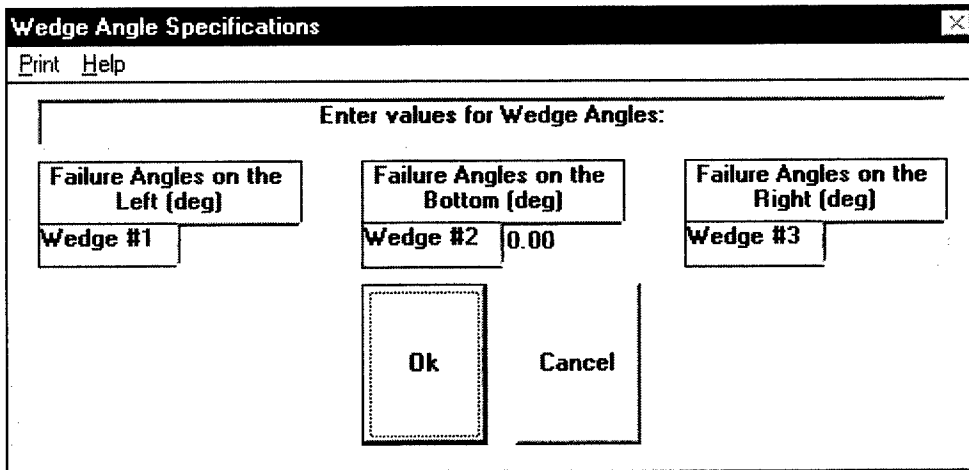 Wedge Angle Specifications
Print Help
Enter values for Wedge Angles:
Failure Angles on the
Left (deg)
Wedge #1
Failure Angles on the
Bottom (deg)
Wedge #2 0.00
Failure Angles on the
Right (deg)
Wedge #3
Ok
Cancel